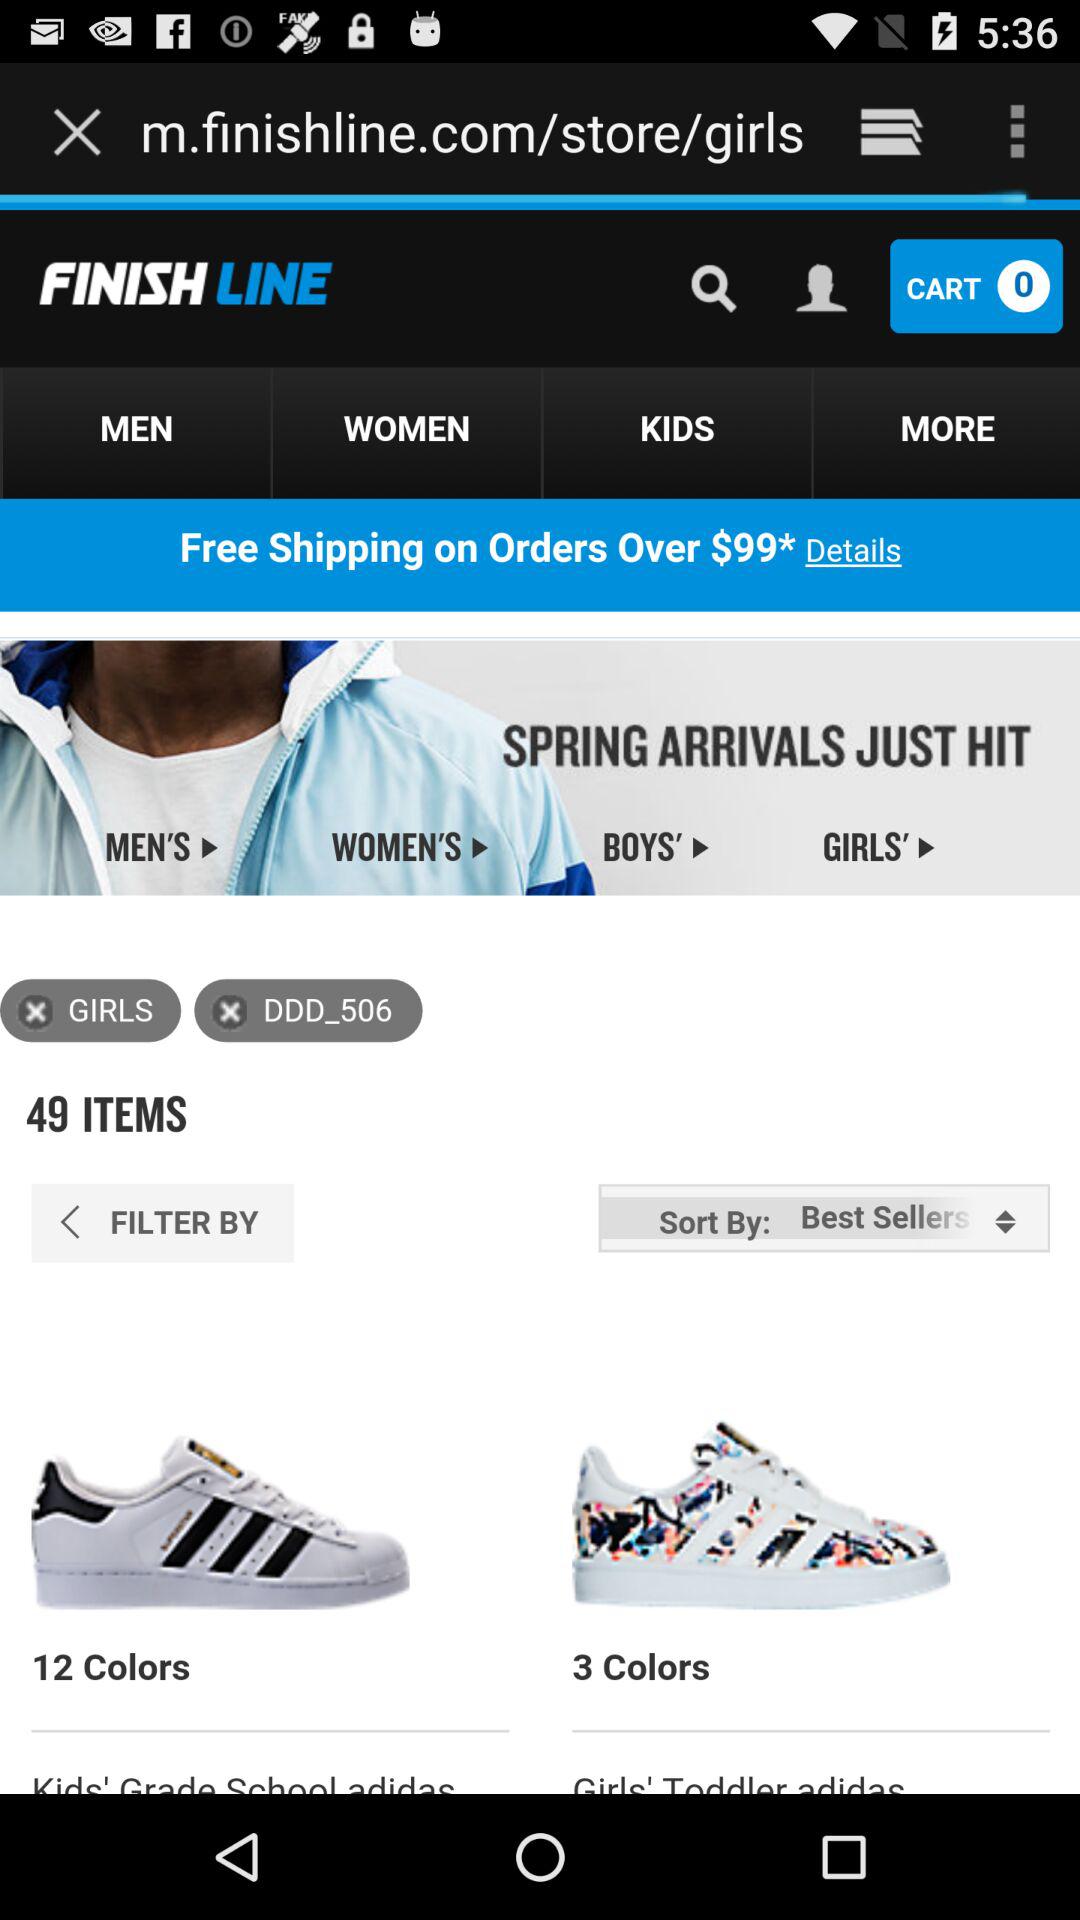 FAKE
5:36
m.finishline.com/store/girls
FINISH LINE
CART 0
MEN WOMEN KIDS MORE
Free Shipping on Orders Over $99* Details
SPRING ARRIVALS JUST HIT
MEN'S WOMEN'S BOYS' GIRLS'
GIRLS DDD_506
49 ITEMS
FILTER BY Sort By: Best Sellers
12 Colors 3 Colors
Kids' Grade School adidas Girls' Toddler adidas